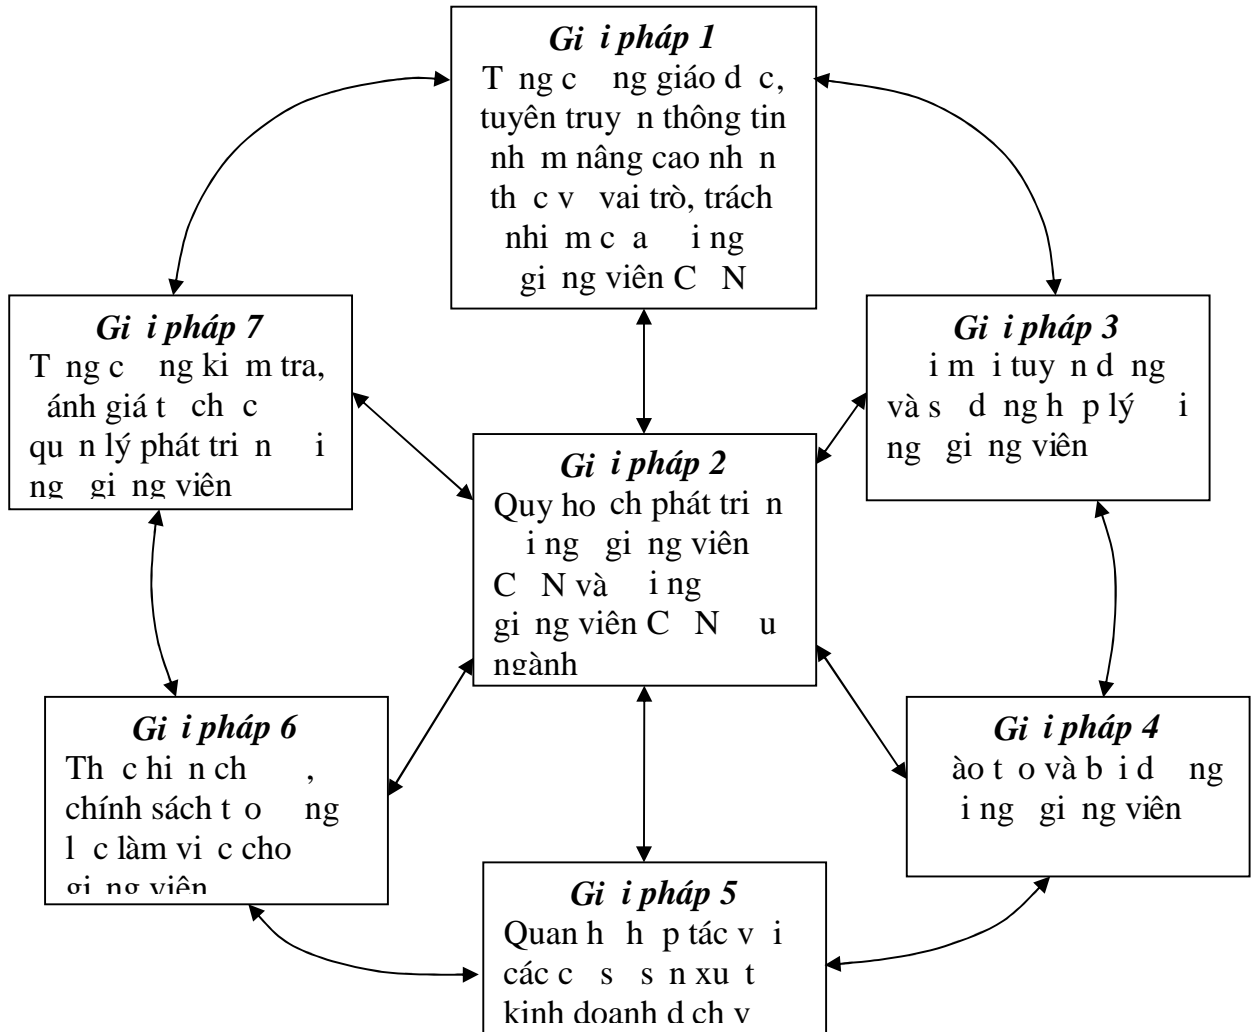 Gi i pháp 1
T ng c ng giáo d c,
tuyên truy n thông tin
nh m nâng cao nh n
th c v vai trò, trách
nhi m c a i ng
gi ng viên C N
Gi i pháp 7
T ng c ng ki m tra,
ánh giá t ch c
qu n lý phát tri n i
ng gi ng viên
Gi i pháp 3
i m i tuy n d ng
và s d ng h p lý i
ng gi ng viên
Gi i pháp 2
Quy ho ch phát tri n
i ng gi ng viên
C N và i ng
gi ng viên C N u
ngành
Gi i pháp 6
Th c hi n ch ,
chính sách t o ng
l c làm vi c cho
gi ng viên
Gi i pháp 4
ào t o và b i d ng
i ng gi ng viên
Gi i pháp 5
Quan h h p tác v i
các c s s n xu t
kinh doanh d ch v